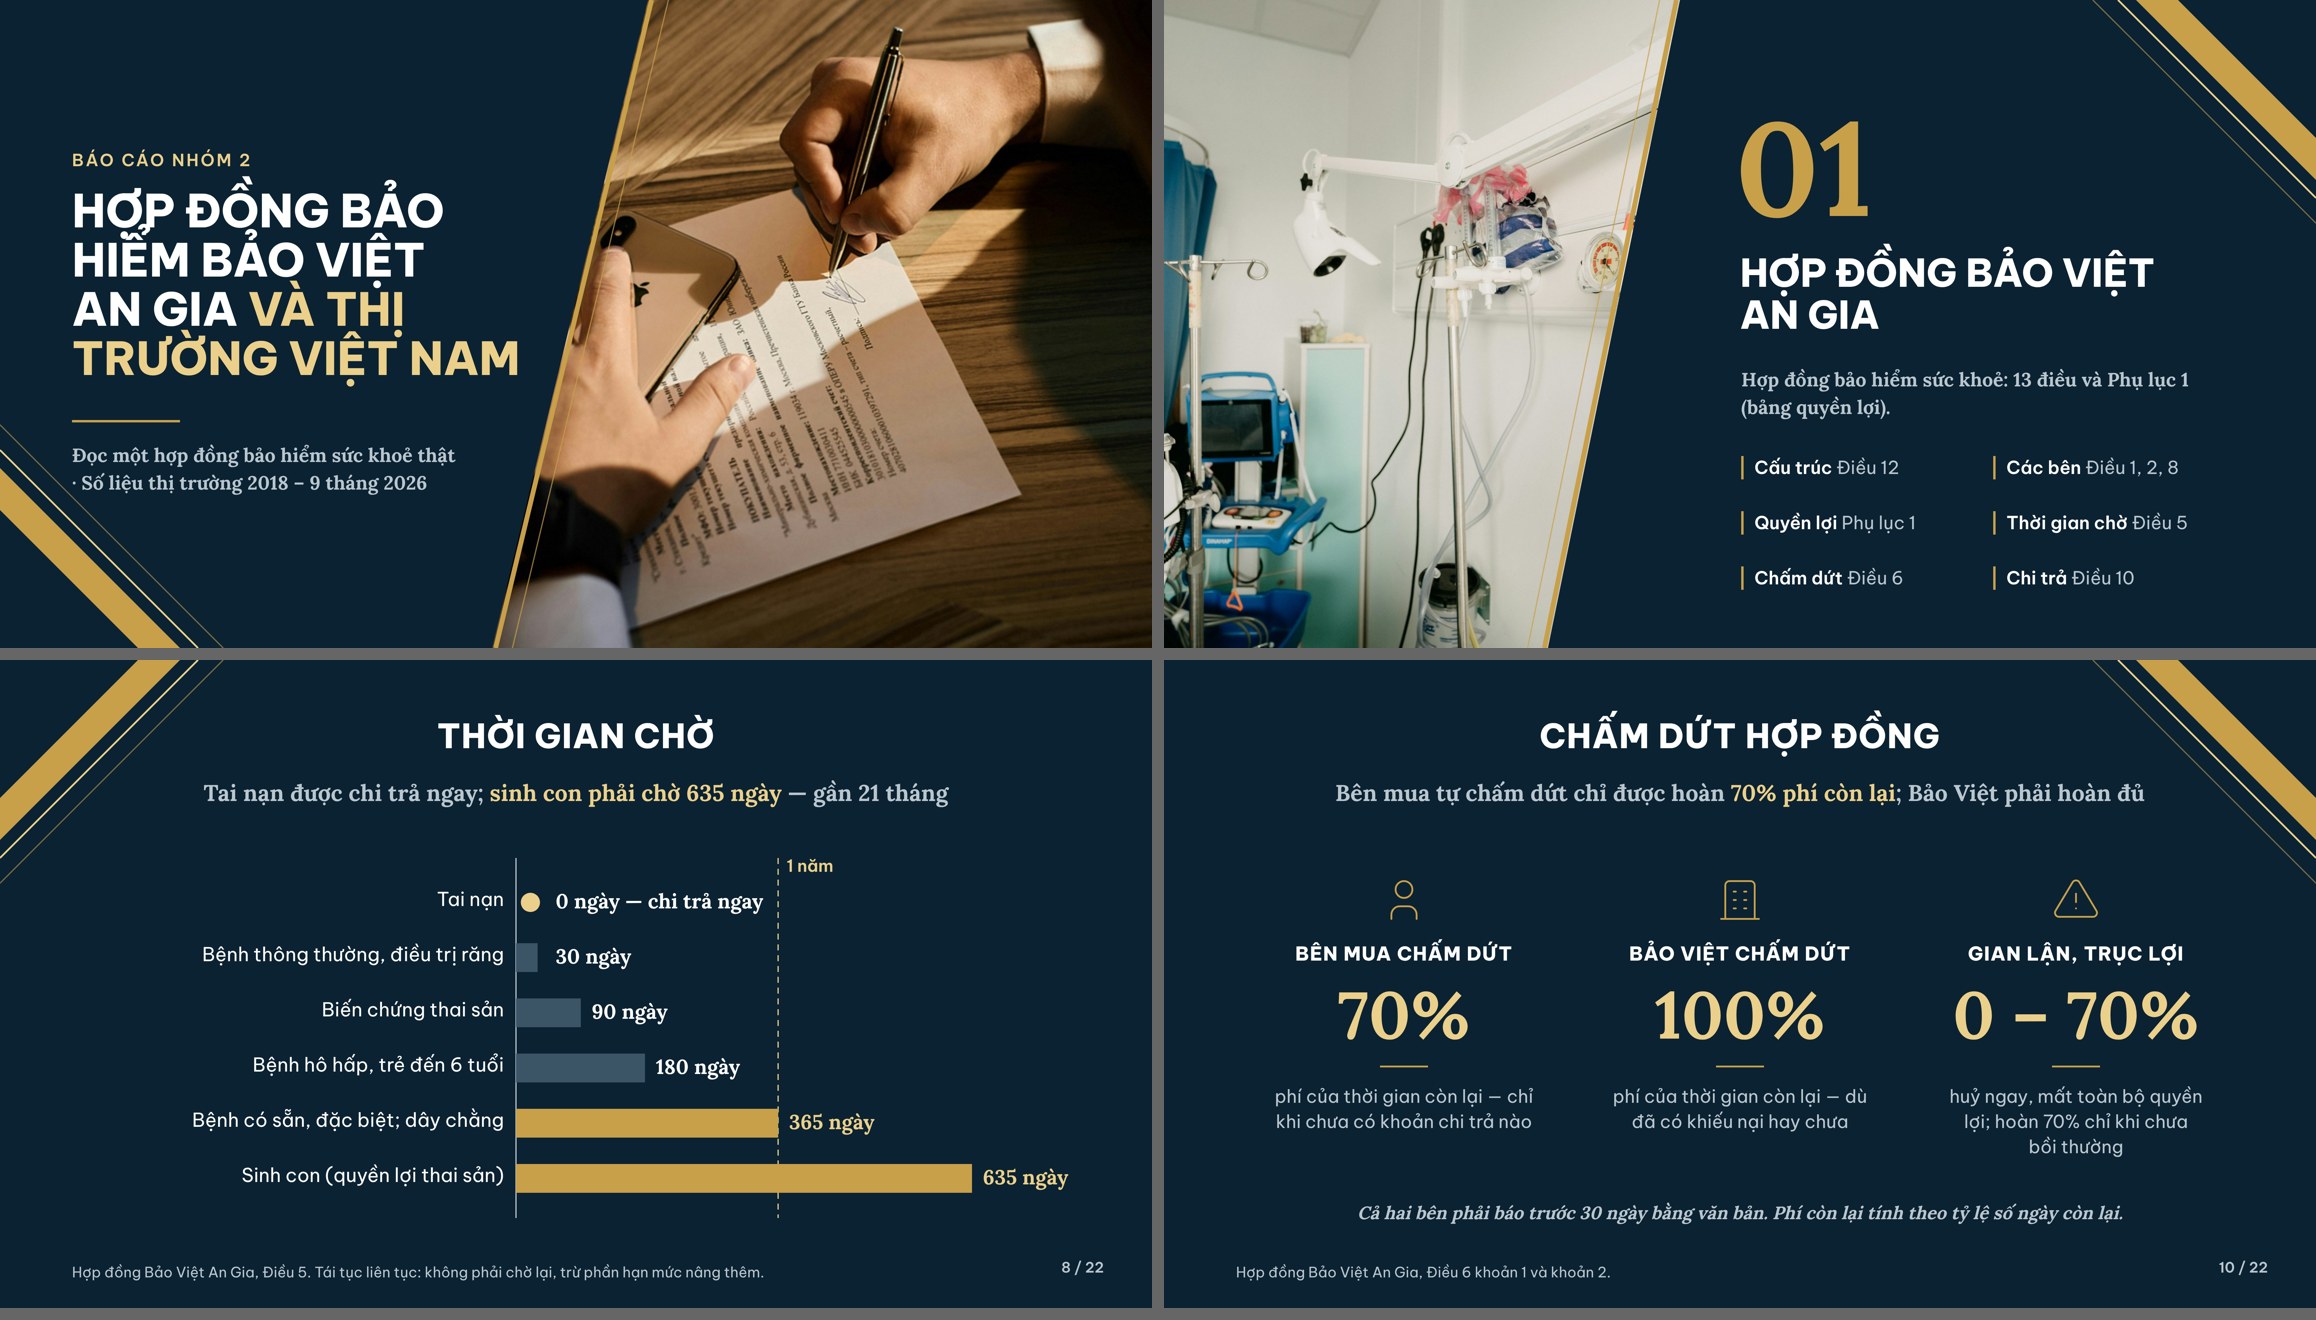 BÁO CÁO NHÓM 2
HỢP ĐỒNG BẢO
HIỂM BẢO VIỆT
AN GIA VÀ THỊ
TRƯỜNG VIỆT NAM
Đọc một hợp đồng bảo hiểm sức khoẻ thật
· Số liệu thị trường 2018 – 9 tháng 2026
01
HỢP ĐỒNG BẢO VIỆT
AN GIA
Hợp đồng bảo hiểm sức khoẻ: 13 điều và Phụ lục 1
(bảng quyền lợi).
Cấu trúc Điều 12
Các bên Điều 1, 2, 8
Quyền lợi Phụ lục 1
Thời gian chờ Điều 5
Chấm dứt Điều 6
Chi trả Điều 10
THỜI GIAN CHỜ
Tai nạn được chi trả ngay; sinh con phải chờ 635 ngày — gần 21 tháng
1 năm
Tai nạn
0 ngày — chi trả ngay
Bệnh thông thường, điều trị răng
30 ngày
Biến chứng thai sản
90 ngày
Bệnh hô hấp, trẻ đến 6 tuổi
180 ngày
Bệnh có sẵn, đặc biệt; dây chằng
365 ngày
Sinh con (quyền lợi thai sản)
635 ngày
Hợp đồng Bảo Việt An Gia, Điều 5. Tái tục liên tục: không phải chờ lại, trừ phần hạn mức nâng thêm.
8 / 22
CHẤM DỨT HỢP ĐỒNG
Bên mua tự chấm dứt chỉ được hoàn 70% phí còn lại; Bảo Việt phải hoàn đủ
BÊN MUA CHẤM DỨT
70%
phí của thời gian còn lại — chỉ
khi chưa có khoản chi trả nào
BẢO VIỆT CHẤM DỨT
100%
phí của thời gian còn lại — dù
đã có khiếu nại hay chưa
GIAN LẬN, TRỤC LỢI
0 – 70%
huỷ ngay, mất toàn bộ quyền
lợi; hoàn 70% chỉ khi chưa
bồi thường
Cả hai bên phải báo trước 30 ngày bằng văn bản. Phí còn lại tính theo tỷ lệ số ngày còn lại.
Hợp đồng Bảo Việt An Gia, Điều 6 khoản 1 và khoản 2.
10 / 22